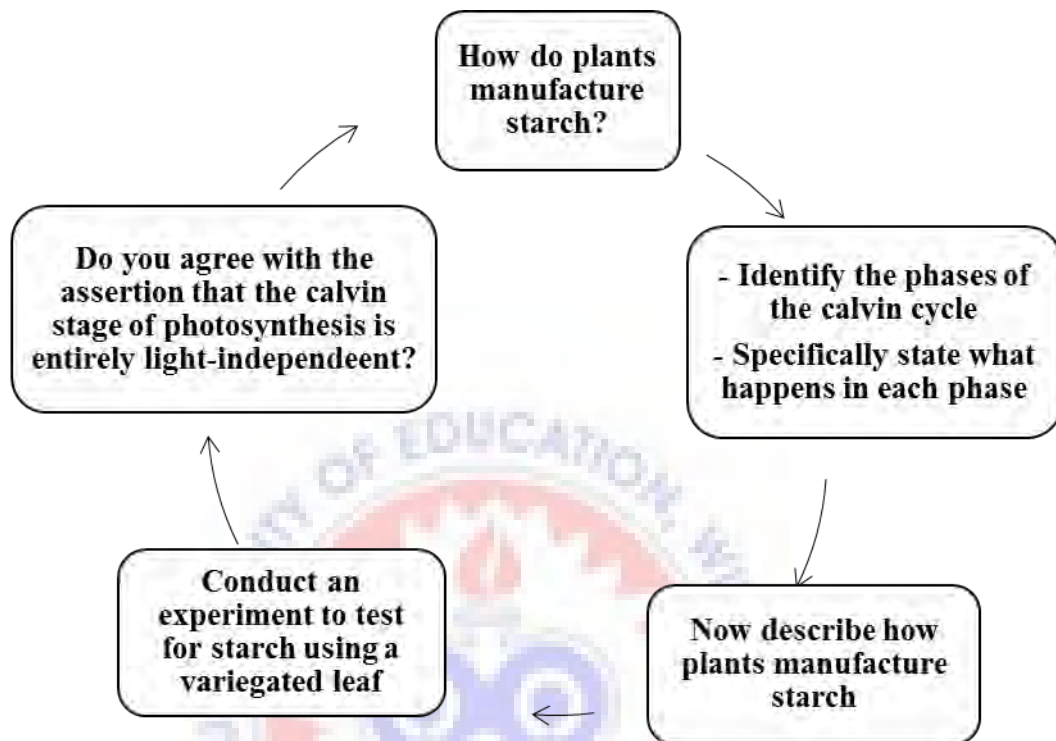 How do plants
manufacture
starch?
- Identify the phases of
the calvin cycle
- Specifically state what
happens in each phase
Now describe how
plants manufacture
starch
Conduct an
experiment to test
for starch using a
variegated leaf
Do you agree with the
assertion that the calvin
stage of photosynthesis is
entirely light-independeent?
OF EDUCATION,